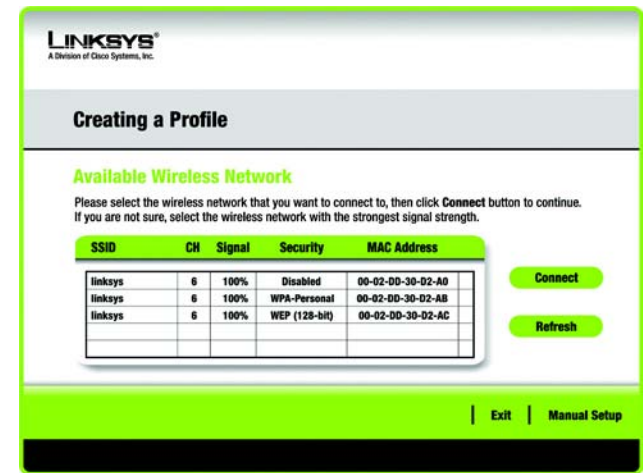 LINKSYS®
A Division of Cisco Systems, Inc.
Creating a Profile
Available Wireless Network
Please select the wireless network that you want to connect to, then click Connect button to continue.
If you are not sure, select the wireless network with the strongest signal strength.
SSID CH Signal Security MAC Address
linksys 6 100% Disabled 00-02-DD-30-D2-A0
linksys 6 100% WPA-Personal 00-02-DD-30-D2-AB
linksys 6 100% WEP (128-bit) 00-02-DD-30-D2-AC
Connect
Refresh
Exit Manual Setup